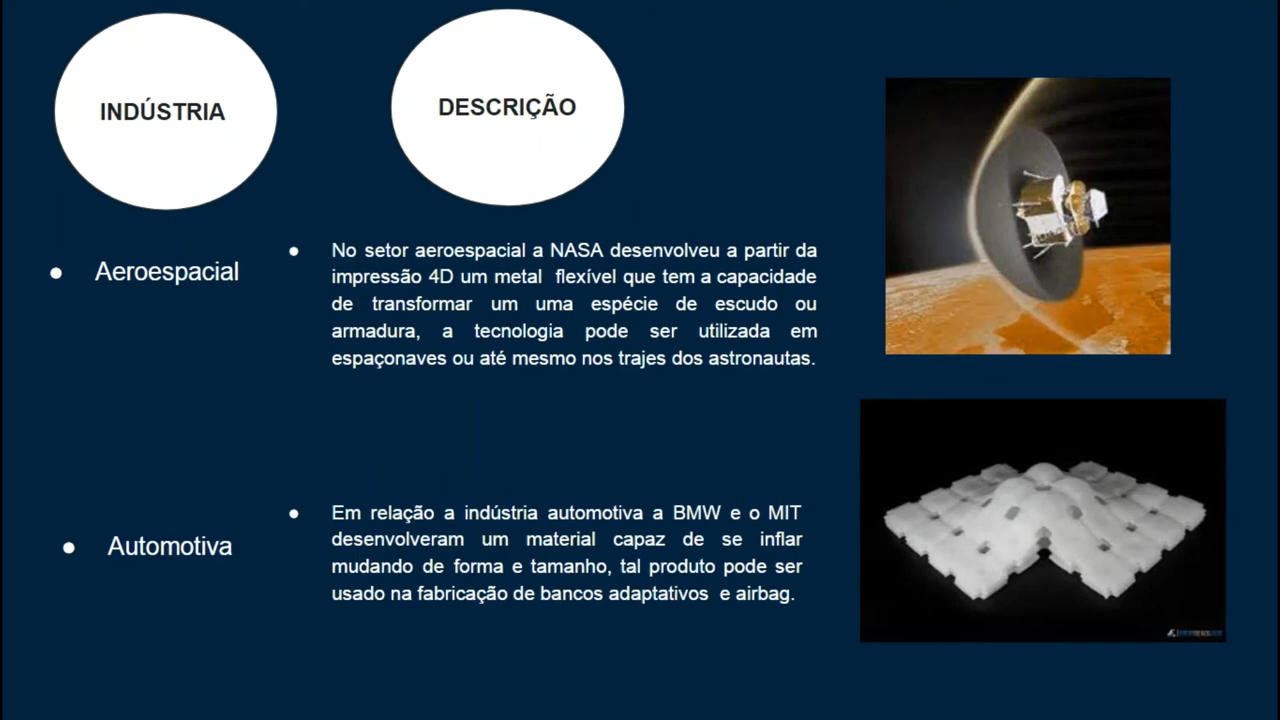 INDÚSTRIA
DESCRIÇÃO
● Aeroespacial
● No setor aeroespacial a NASA desenvolveu a partir da
impressão 4D um metal flexível que tem a capacidade
de transformar um uma espécie de escudo ou
armadura, a tecnologia pode ser utilizada em
espaçonaves ou até mesmo nos trajes dos astronautas.
● Automotiva
● Em relação a indústria automotiva a BMW e o MIT
desenvolveram um material capaz de se inflar
mudando de forma e tamanho, tal produto pode ser
usado na fabricação de bancos adaptativos e airbag.